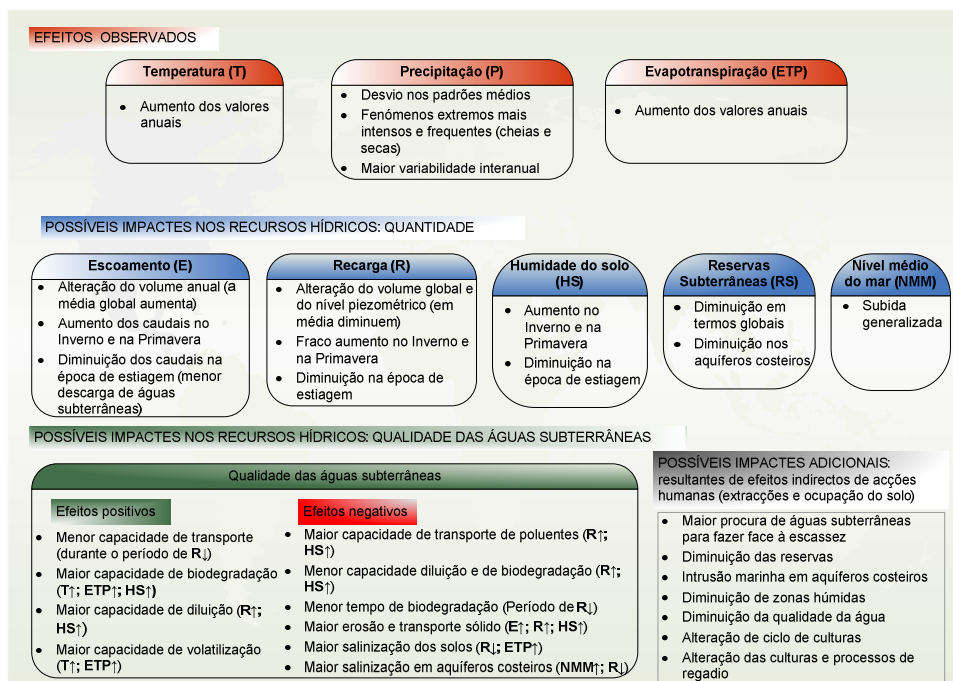 EFEITOS OBSERVADOS
Temperatura (T)
• Aumento dos valores
anuais
Precipitação (P)
• Desvio nos padrões médios
• Fenómenos extremos mais
intensos e frequentes (cheias e
secas)
• Maior variabilidade interanual
Evapotranspiração (ETP)
• Aumento dos valores anuais
POSSÍVEIS IMPACTES NOS RECURSOS HÍDRICOS: QUANTIDADE
Escoamento (E)
• Alteração do volume anual (a
média global aumenta)
• Aumento dos caudais no
Inverno e na Primavera
• Diminuição dos caudais na
época de estiagem (menor
descarga de águas
subterrâneas)
Recarga (R)
• Alteração do volume global e
do nível piezométrico (em
média diminuem)
• Fraco aumento no Inverno e
na Primavera
• Diminuição na época de
estiagem
Humidade do solo
(HS)
• Aumento no
Inverno e na
Primavera
• Diminuição na
época de estiagem
Reservas
Subterrâneas (RS)
• Diminuição em
termos globais
• Diminuição nos
aquíferos costeiros
Nível médio
do mar (NMM)
• Subida
generalizada
POSSÍVEIS IMPACTES NOS RECURSOS HÍDRICOS: QUALIDADE DAS ÁGUAS SUBTERRÂNEAS
Qualidade das águas subterrâneas
Efeitos positivos
• Menor capacidade de transporte
(durante o período de R↓)
• Maior capacidade de biodegradação
(T↑; ETP↑; HS↑)
• Maior capacidade de diluição (R↑;
HS↑)
• Maior capacidade de volatilização
(T↑; ETP↑)
Efeitos negativos
• Maior capacidade de transporte de poluentes (R↑;
HS↑)
• Menor capacidade diluição e de biodegradação (R↑;
HS↑)
• Menor tempo de biodegradação (Período de R↓)
• Maior erosão e transporte sólido (E↑; R↑; HS↑)
• Maior salinização dos solos (R↓; ETP↑)
• Maior salinização em aquíferos costeiros (NMM↑; R↓)
POSSÍVEIS IMPACTES ADICIONAIS:
resultantes de efeitos indirectos de acções
humanas (extracções e ocupação do solo)
• Maior procura de águas subterrâneas
para fazer face à escassez
• Diminuição das reservas
• Intrusão marinha em aquíferos costeiros
• Diminuição de zonas húmidas
• Diminuição da qualidade da água
• Alteração de ciclo de culturas
• Alteração das culturas e processos de
regadio